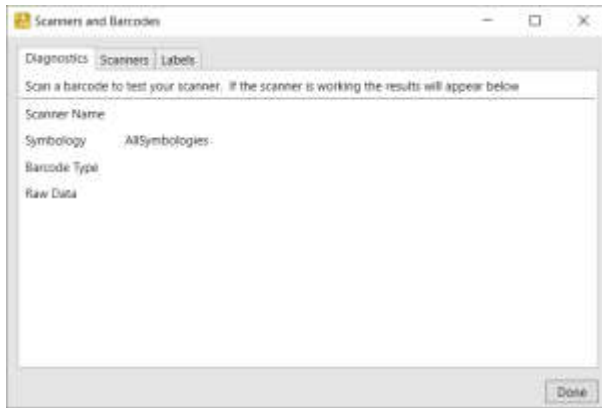 Scanners and Barcodes
Diagnostics Scanners Labels
Scan a barcode to test your scanner. If the scanner is working the results will appear below
Scanner Name
Symbology AllSymbologies
Barcode Type
Raw Data
Done